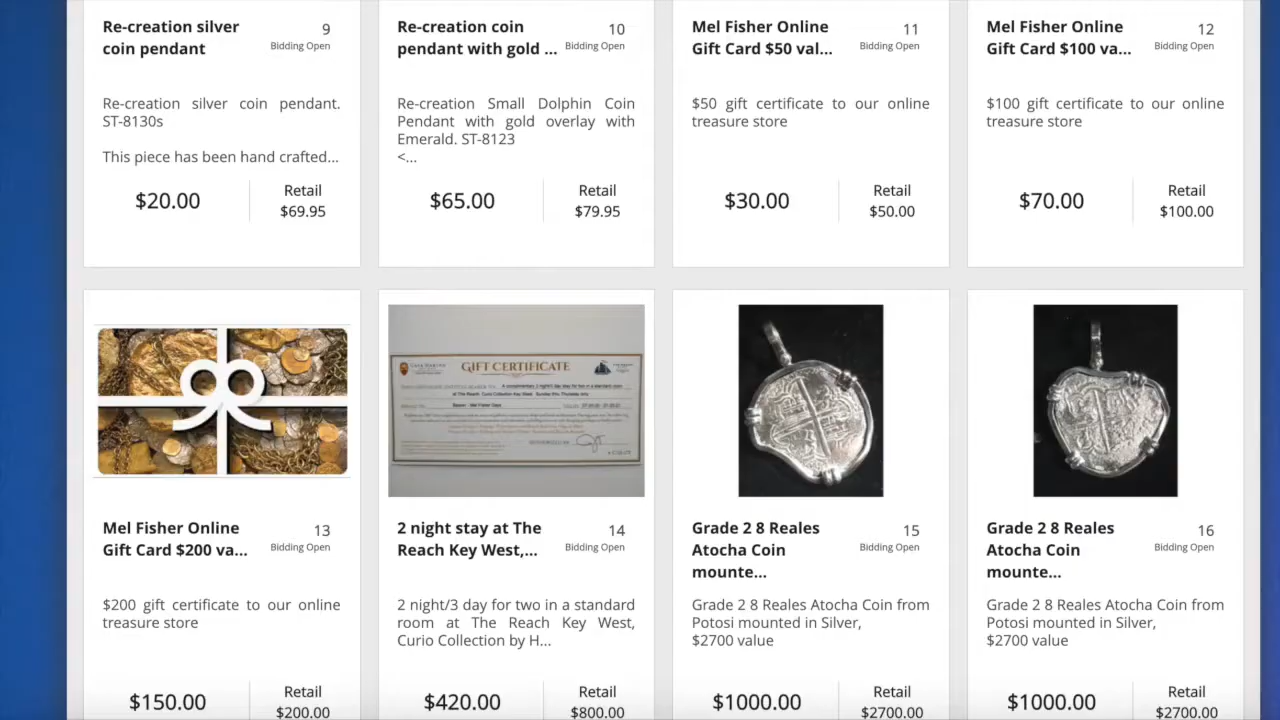 Re-creation silver
coin pendant
9
Bidding Open
Re-creation silver coin pendant.
ST-8130s
This piece has been hand crafted...
$20.00
Retail
$69.95
Re-creation coin
pendant with gold ...
10
Bidding Open
Re-creation Small Dolphin Coin
Pendant with gold overlay with
Emerald. ST-8123
<...
$65.00
Retail
$79.95
Mel Fisher Online
Gift Card $50 val...
11
Bidding Open
$50 gift certificate to our online
treasure store
$30.00
Retail
$50.00
Mel Fisher Online
Gift Card $100 va...
12
Bidding Open
$100 gift certificate to our online
treasure store
$70.00
Retail
$100.00
Mel Fisher Online
Gift Card $200 va...
13
Bidding Open
$200 gift certificate to our online
treasure store
$150.00
Retail
$200.00
GIFT CERTIFICATE
2 night stay at The
Reach Key West,...
14
Bidding Open
2 night/3 day for two in a standard
room at The Reach Key West,
Curio Collection by H...
$420.00
Retail
$800.00
Grade 2 8 Reales
Atocha Coin
mounte...
15
Bidding Open
Grade 2 8 Reales Atocha Coin from
Potosi mounted in Silver,
$2700 value
$1000.00
Retail
$2700.00
Grade 2 8 Reales
Atocha Coin
mounte...
16
Bidding Open
Grade 2 8 Reales Atocha Coin from
Potosi mounted in Silver,
$2700 value
$1000.00
Retail
$2700.00